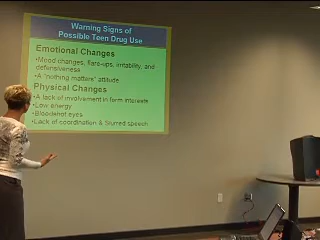 Warning Signs of
Possible Teen Drug Use
Emotional Changes
•Mood changes, flare-ups, irritability, and
defensiveness
•A "nothing matters" attitude
Physical Changes
•A lack of involvement in form interests
•Low energy
•Bloodshot eyes
•Lack of coordination & slurred speech